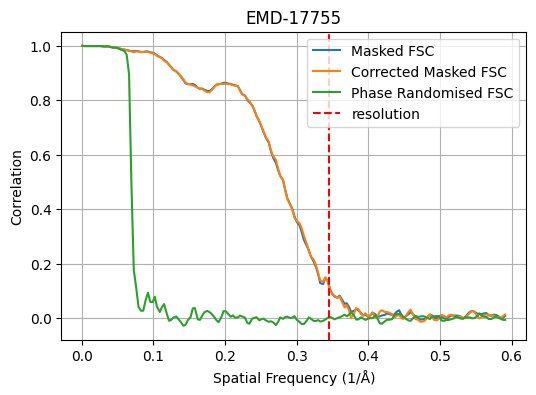 EMD-17755
Masked FSC
Corrected Masked FSC
Phase Randomised FSC
resolution
Correlation
1.0
0.8
0.6
0.4
0.2
0.0
0.0 0.1 0.2 0.3 0.4 0.5 0.6
Spatial Frequency (1/Å)